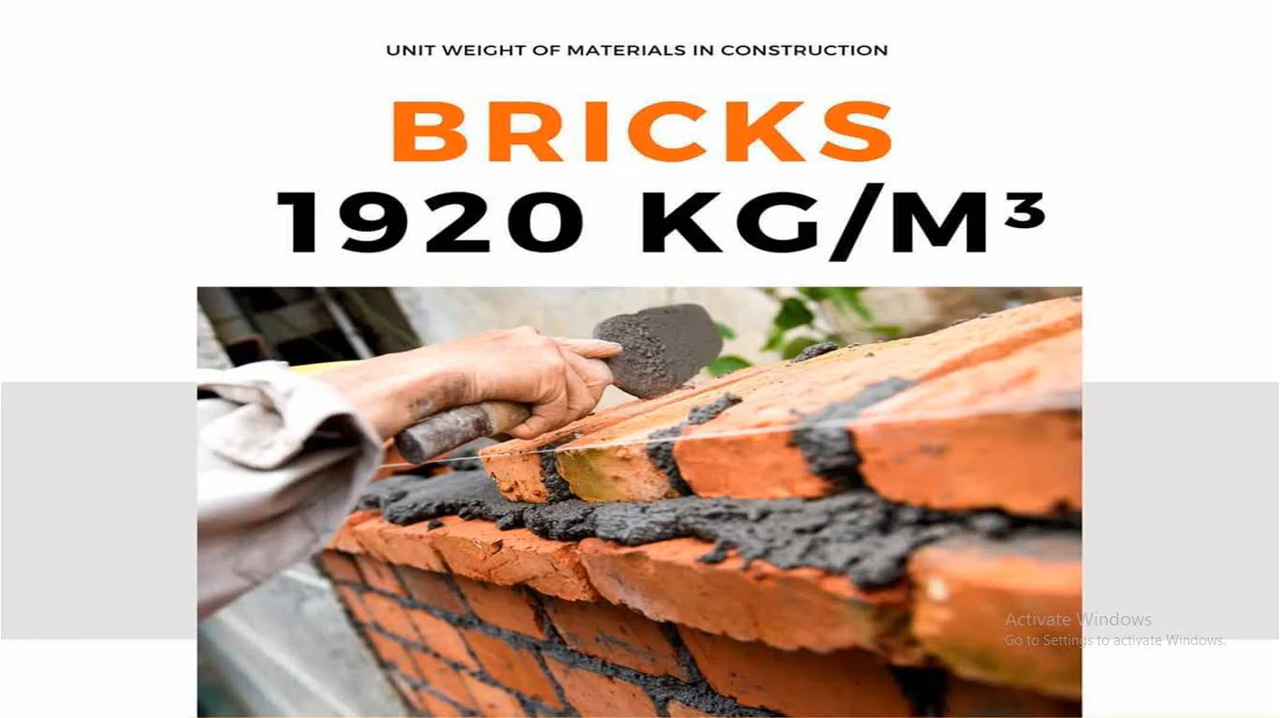 UNIT WEIGHT OF MATERIALS IN CONSTRUCTION
BRICKS
1920 KG/M³
Activate Windows
Go to Settings to activate Windows.